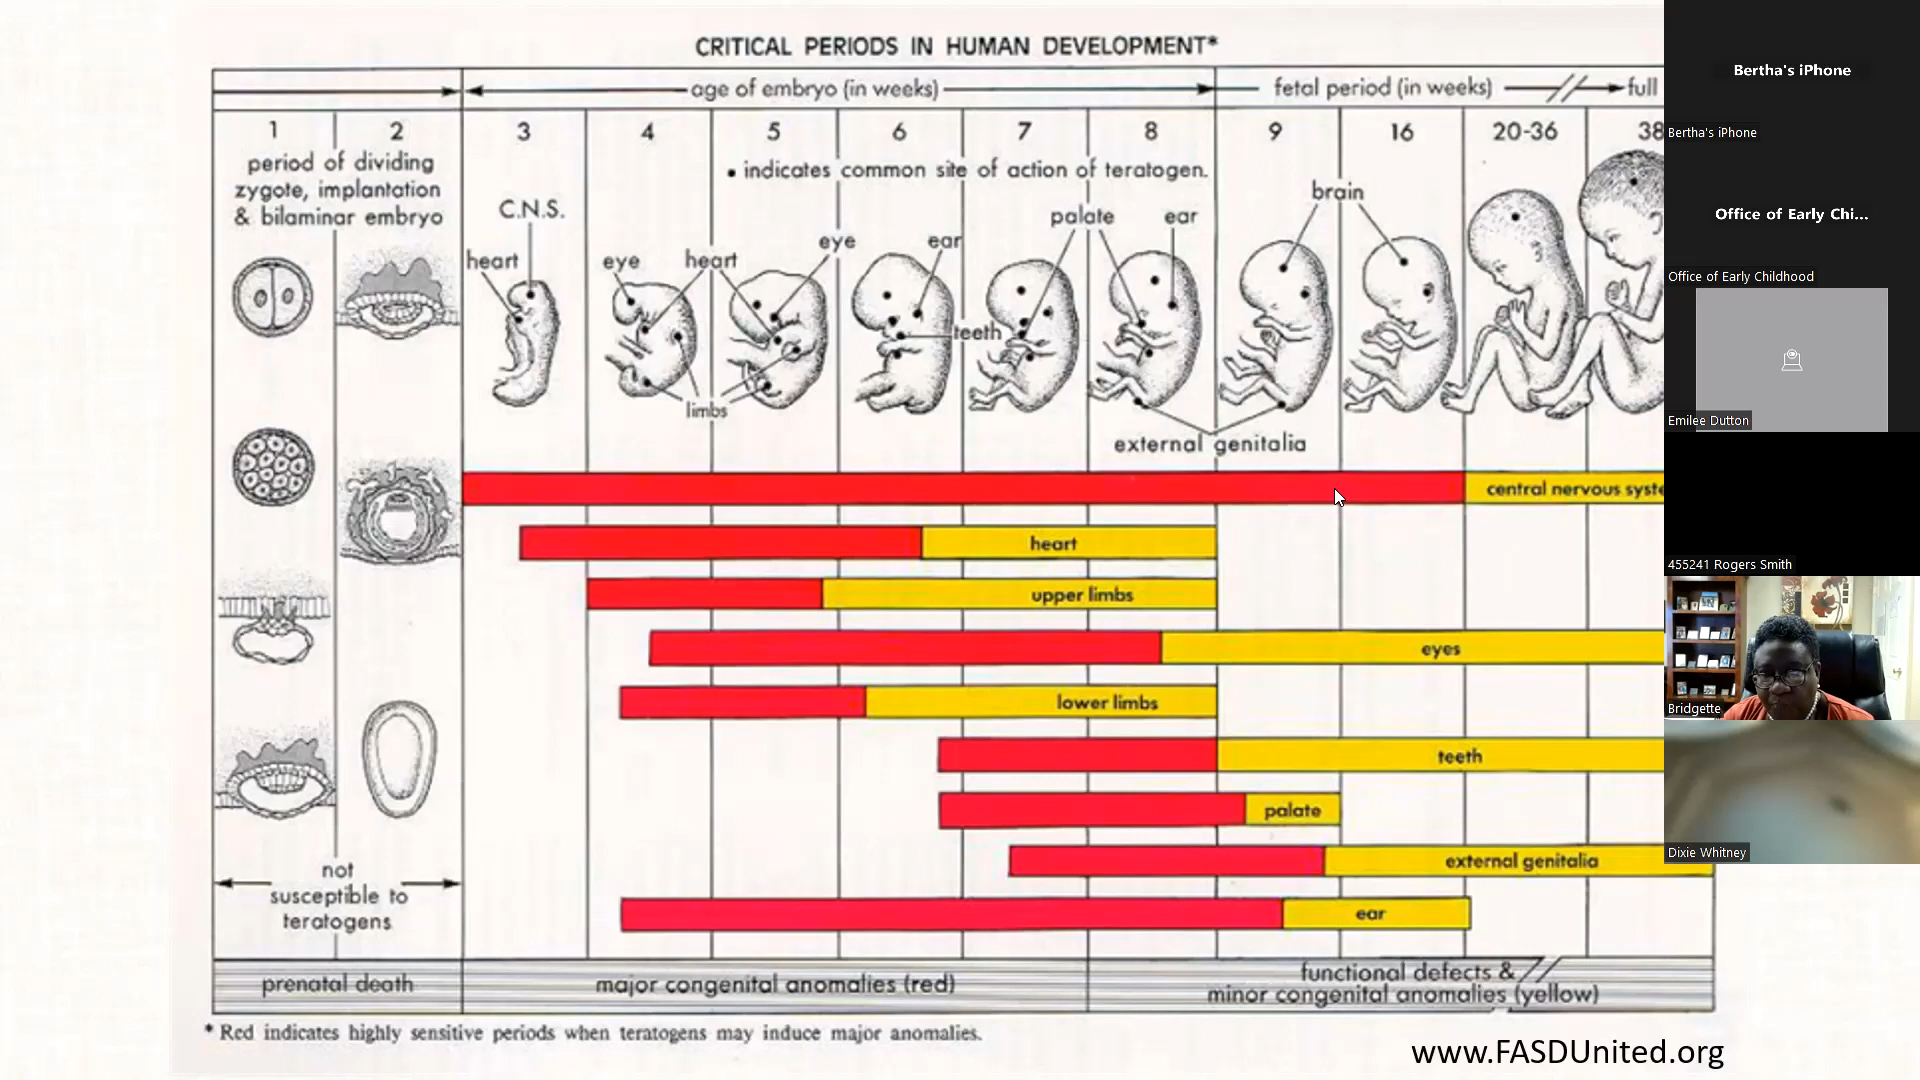 CRITICAL PERIODS IN HUMAN DEVELOPMENT*
age of embryo (in weeks)
fetal period (in weeks)
full
1
2
3
4
5
6
7
8
9
16
20-36
38
period of dividing
zygote, implantation
& bilaminar embryo
• indicates common site of action of teratogen.
C.N.S.
heart
eye
heart
eye
ear
palate
ear
brain
teeth
limbs
external genitalia
central nervous syste
heart
upper limbs
eyes
lower limbs
teeth
palate
external genitalia
ear
not
susceptible to
teratogens
prenatal death
major congenital anomalies (red)
functional defects &
minor congenital anomalies (yellow)
* Red indicates highly sensitive periods when teratogens may induce major anomalies.
www.FASDUnited.org
Bertha's iPhone
Bertha's iPhone
Office of Early Chi...
Office of Early Childhood
Emilee Dutton
455241 Rogers Smith
Bridgette
Dixie Whitney